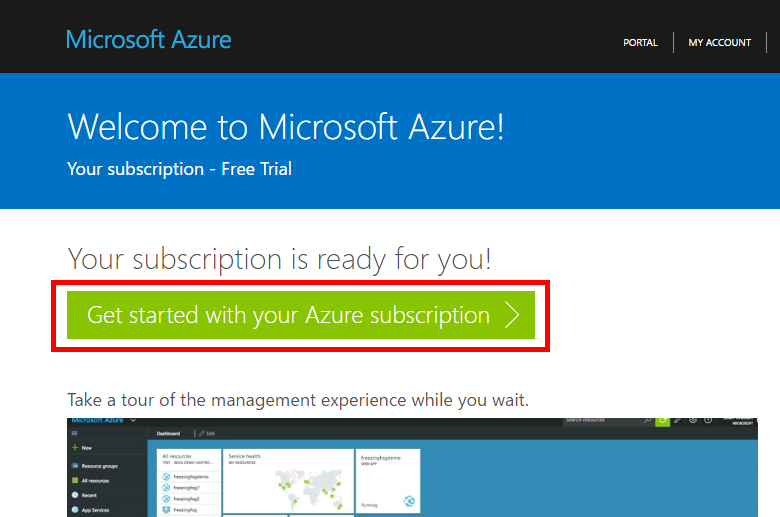 Microsoft Azure
PORTAL
MY ACCOUNT
Welcome to Microsoft Azure!
Your subscription - Free Trial
Your subscription is ready for you!
Get started with your Azure subscription
Take a tour of the management experience while you wait.
Microsoft Azure
Search resources
MICROSOFT
Dashboard
Edit
New
Resource groups
All resources
Recent
App Services
All resources
freezingfogdemo
freezingfog7
freezingfog2
freezingfog
Service health
MY RESOURCES
freezingfogdemo
WEB APP
Running